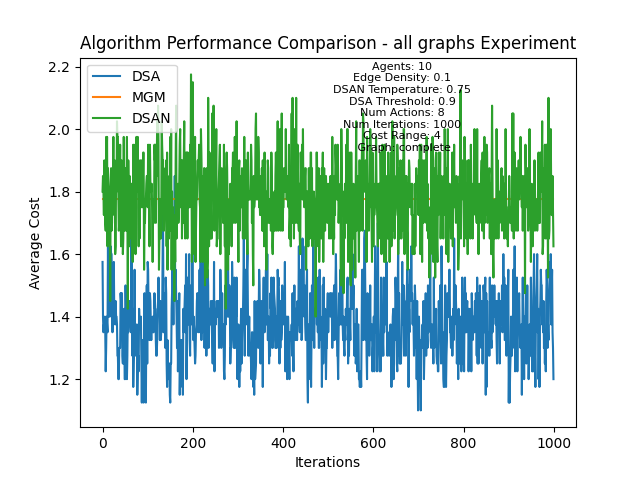 Algorithm Performance Comparison - all graphs Experiment
DSA
MGM
DSAN
Agents: 10
Edge Density: 0.1
DSAN Temperature: 0.75
DSA Threshold: 0.9
Num Actions: 8
Num Iterations: 1000
Cost Range: 4
Graph: complete
2.2
2.0
1.8
1.6
1.4
1.2
Average Cost
0 200 400 600 800 1000
Iterations